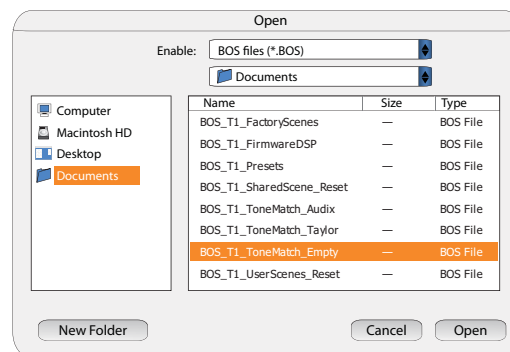 Open
Enable: BOS files (*.BOS)
Documents
Computer
Macintosh HD
Desktop
Documents
Name Size Type
BOS_T1_FactoryScenes — BOS File
BOS_T1_FirmwareDSP — BOS File
BOS_T1_Presets — BOS File
BOS_T1_SharedScene_Reset — BOS File
BOS_T1_ToneMatch_Audix — BOS File
BOS_T1_ToneMatch_Taylor — BOS File
BOS_T1_ToneMatch_Empty — BOS File
BOS_T1_UserScenes_Reset — BOS File
New Folder Cancel Open